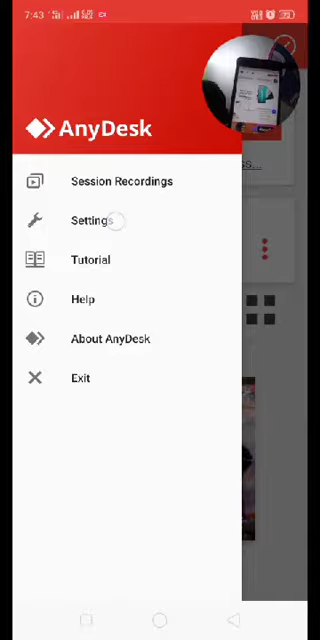 7:43
AnyDesk
Session Recordings
Settings
Tutorial
Help
About AnyDesk
Exit